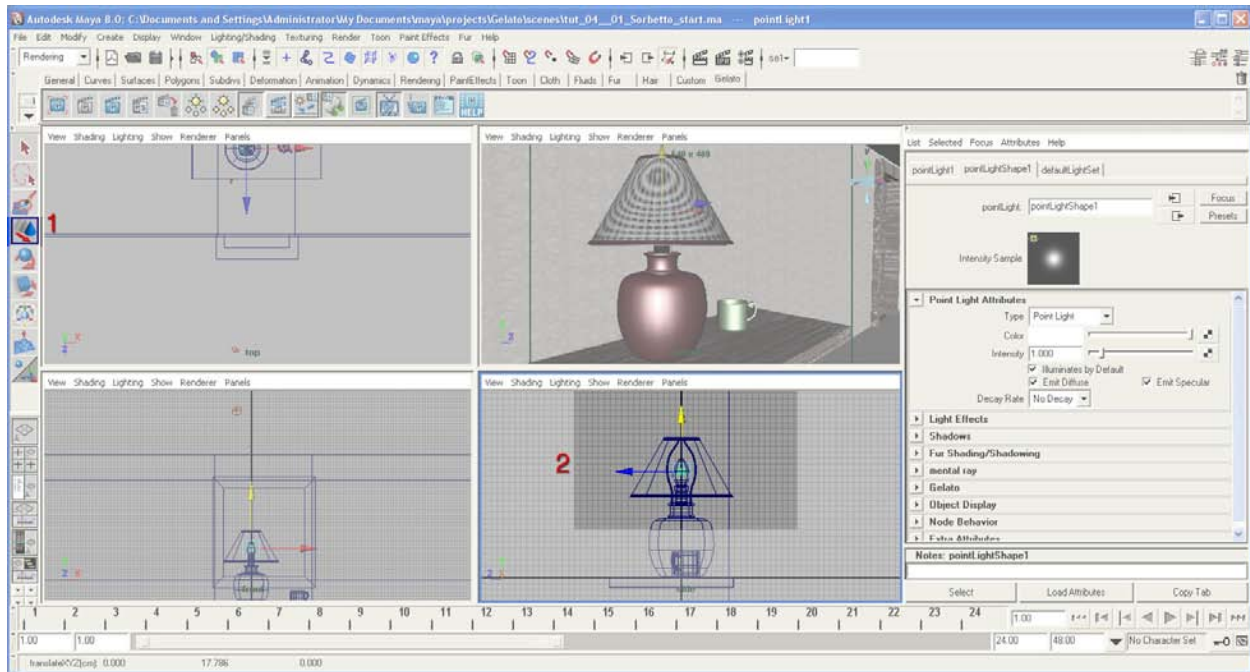 Autodesk Maya 8.0: C:\Documents and Settings\Administrator\My Documents\maya\projects\Gelato\scenes\tut_04__01_Sorbetto_start.ma --- pointLight1
File Edit Modify Create Display Window Lighting/Shading Texturing Render Toon Paint Effects Fur Help
Rendering sel-
General Curves Surfaces Polygons Subdivs Deformation Animation Dynamics Rendering PaintEffects Toon Cloth Fluids Fur Hair Custom Gelato
HELP
View Shading Lighting Show Renderer Panels
View Shading Lighting Show Renderer Panels
List Selected Focus Attributes Help
pointLight1 pointLightShape1 defaultLightSet
pointLight: pointLightShape1
Focus
Presets
Intensity Sample
1
top
Point Light Attributes
Type Point Light
Color
Intensity 1.000
Illuminates by Default
Emit Diffuse Emit Specular
Decay Rate No Decay
View Shading Lighting Show Renderer Panels
View Shading Lighting Show Renderer Panels
2
Light Effects
Shadows
Fur Shading/Shadowing
mental ray
Gelato
Object Display
Node Behavior
Extra Attributes
Notes: pointLightShape1
Select Load Attributes Copy Tab
1 2 3 4 5 6 7 8 9 10 11 12 13 14 15 16 17 18 19 20 21 22 23 24 1.00
1.00 1.00 24.00 48.00 No Character Set
translateXYZ(cm): 0.000 17.786 0.000